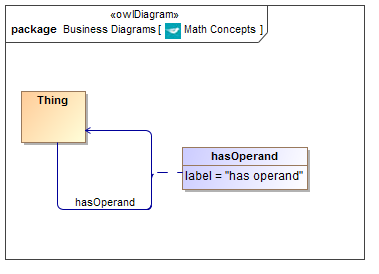 «owlDiagram»
package Business Diagrams [ Math Concepts ]
Thing
hasOperand
label = "has operand"
hasOperand